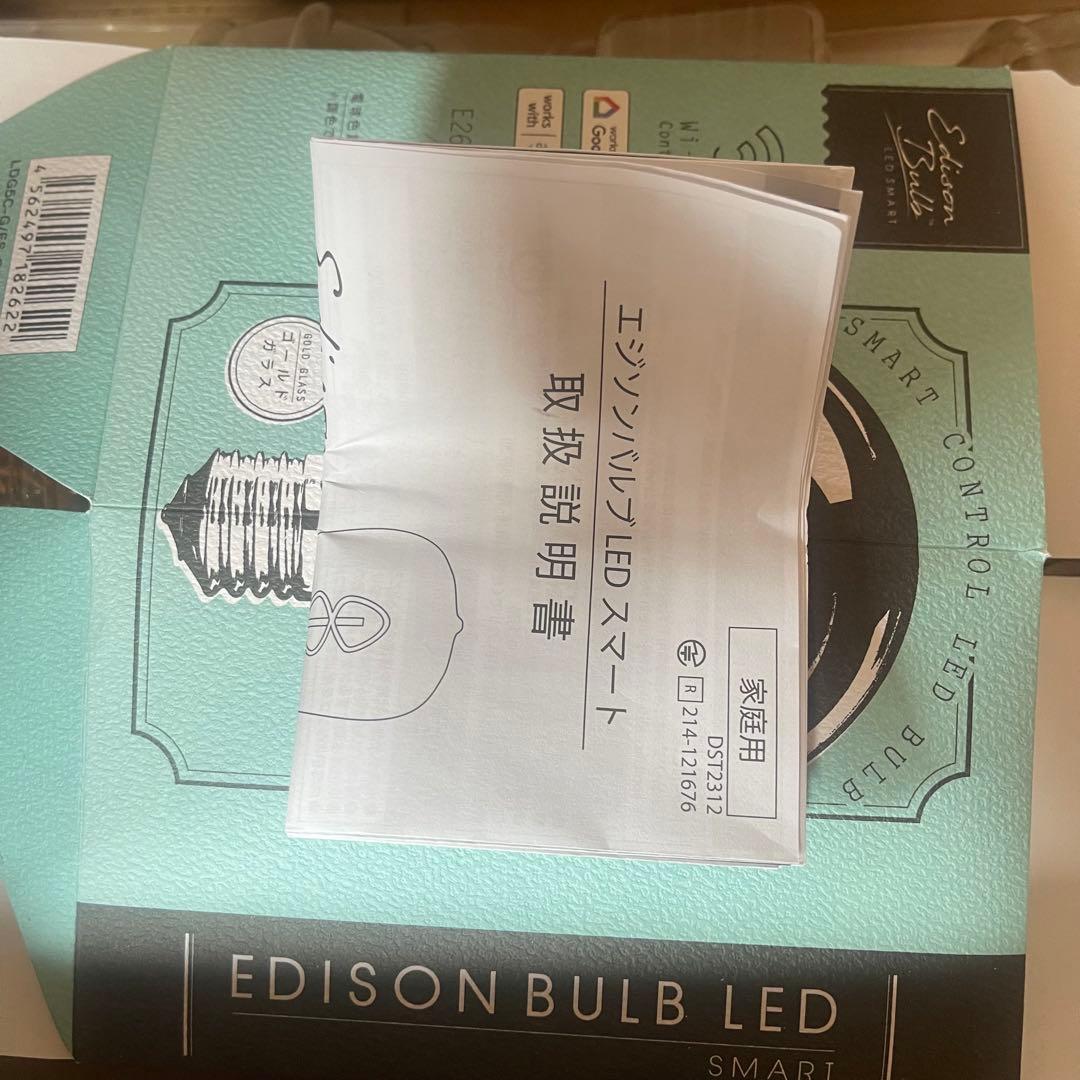 Edison
Bulb
LED SMART
works
with
E26
SMART CONTROL LED BULB
GOLD GLASS
ゴールド
ガラス
4 562497 182622
家庭用
DST2312
R 214-121676
エジソンバルブLEDスマート
取扱説明書
EDISON BULB LED
SMART